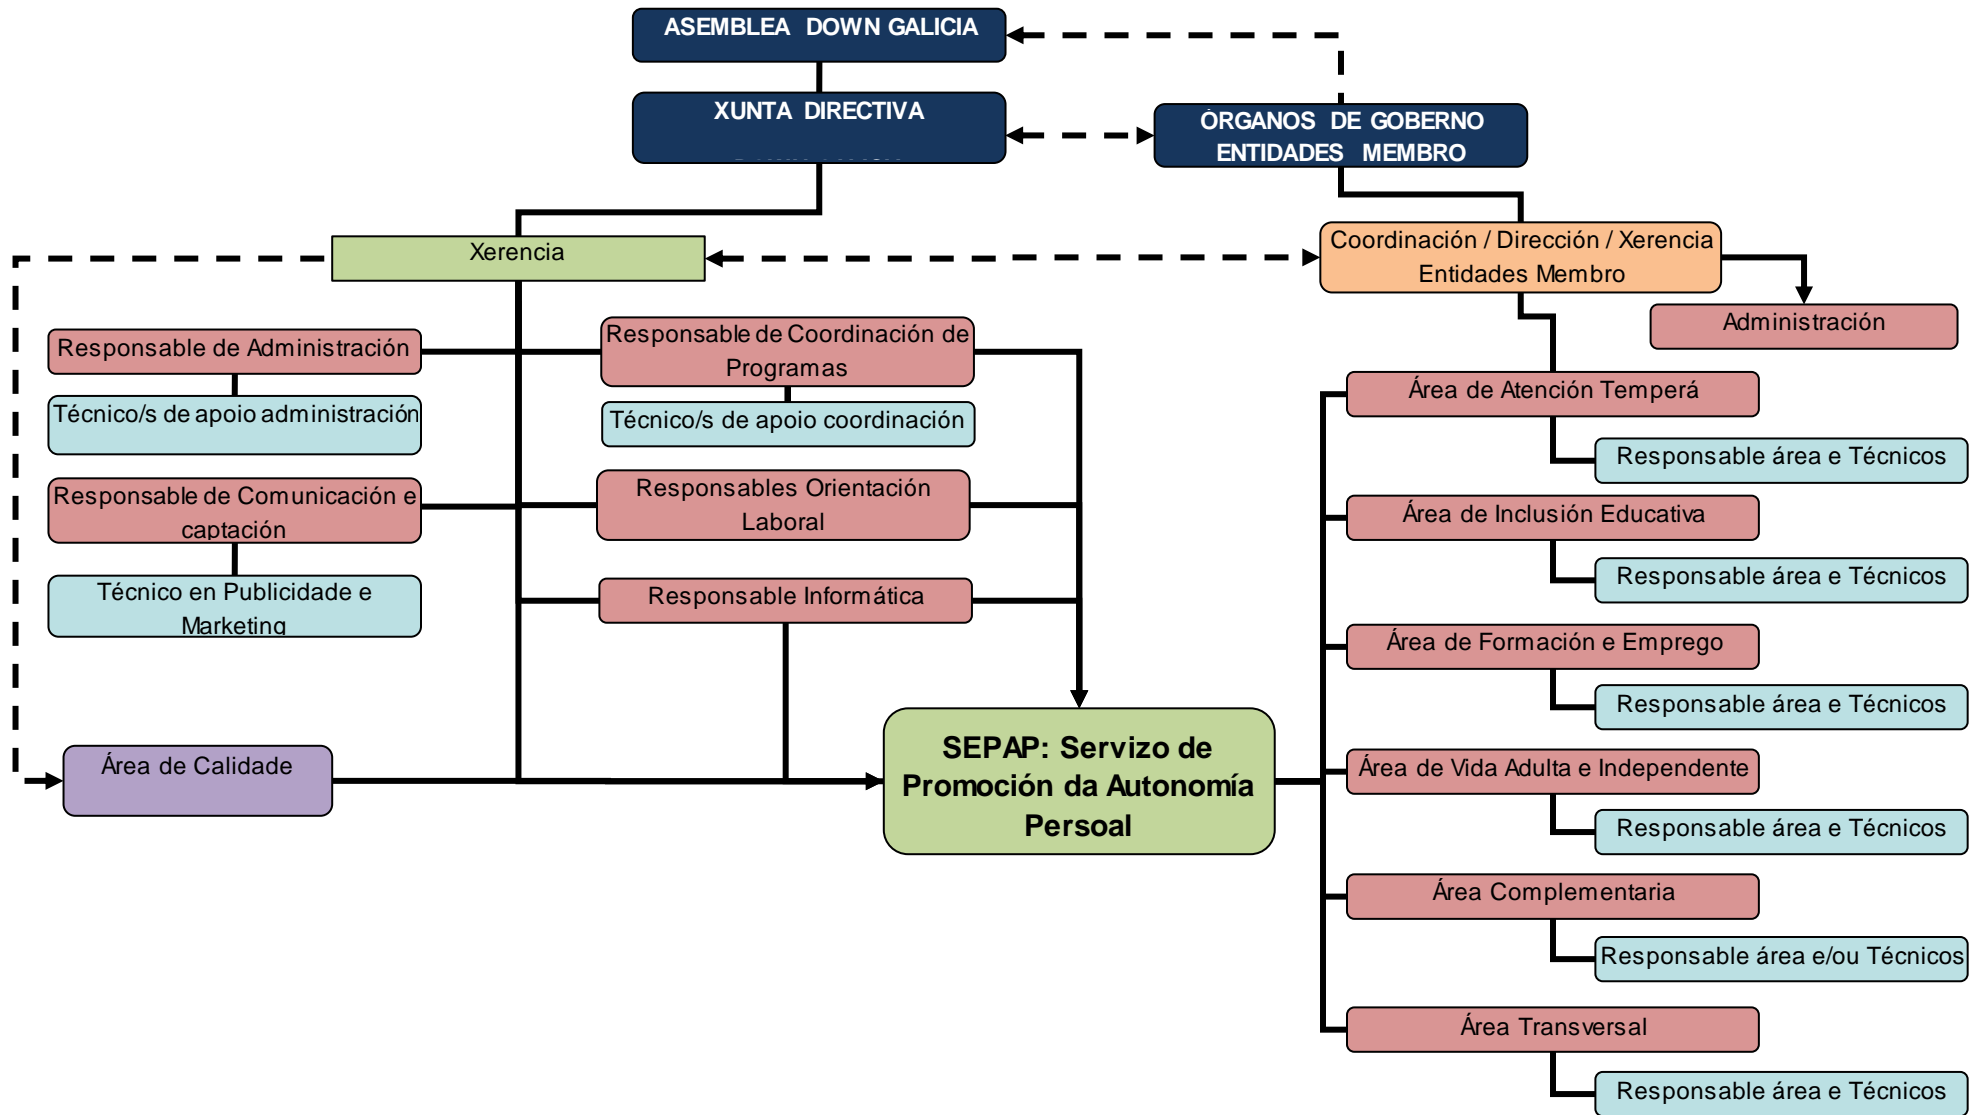 ASEMBLEA DOWN GALICIA
XUNTA DIRECTIVA
ÓRGANOS DE GOBERNO
ENTIDADES MEMBRO
Xerencia
Coordinación / Dirección / Xerencia
Entidades Membro
Administración
Responsable de Administración
Técnico/s de apoio administración
Responsable de Comunicación e
captación
Técnico en Publicidade e
Marketing
Responsable de Coordinación de
Programas
Técnico/s de apoio coordinación
Responsables Orientación
Laboral
Responsable Informática
Área de Calidade
SEPAP: Servizo de
Promoción da Autonomía
Persoal
Área de Atención Temperá
Responsable área e Técnicos
Área de Inclusión Educativa
Responsable área e Técnicos
Área de Formación e Emprego
Responsable área e Técnicos
Área de Vida Adulta e Independente
Responsable área e Técnicos
Área Complementaria
Responsable área e/ou Técnicos
Área Transversal
Responsable área e Técnicos